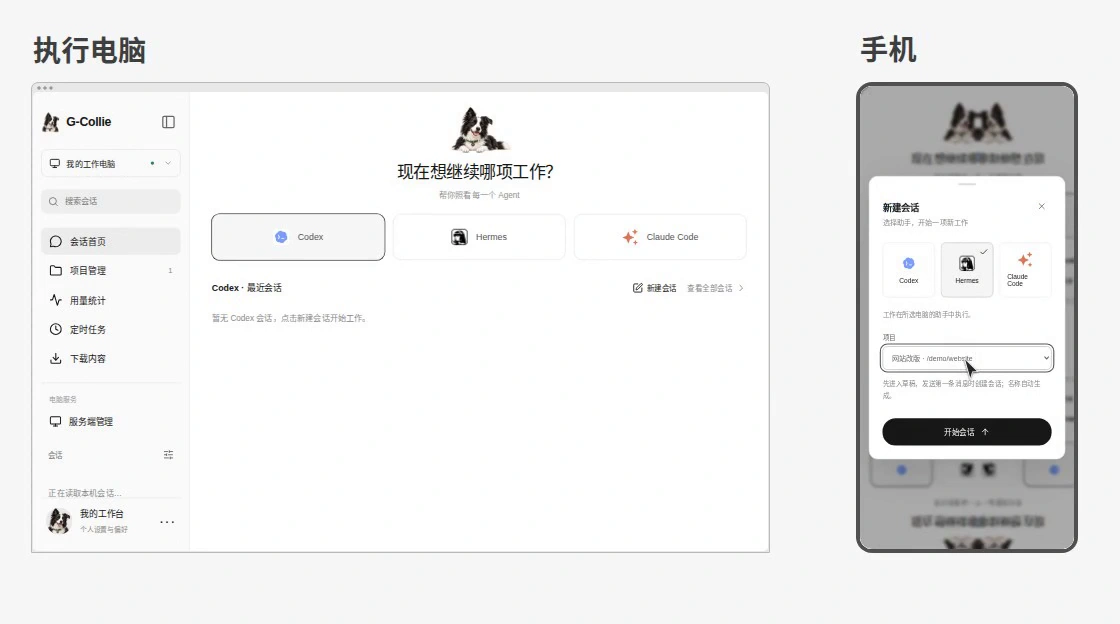 执行电脑
手机
G-Collie
我的工作电脑
搜索会话
会话首页
项目管理 1
用量统计
定时任务
下载内容
电脑服务
服务端管理
会话
正在读取本机会话...
我的工作台
个人设置与偏好
现在想继续哪项工作?
帮你照看每一个 Agent
Codex
Hermes
Claude Code
Codex · 最近会话
新建会话
查看全部会话
暂无 Codex 会话，点击新建会话开始工作。
新建会话
选择助手，开始一项新工作
Codex
Hermes
Claude
Code
工作在所选电脑的助手中执行。
项目
网站改版 · /demo/website
先进入草稿，发送第一条消息时创建会话；名称自动生
成。
开始会话